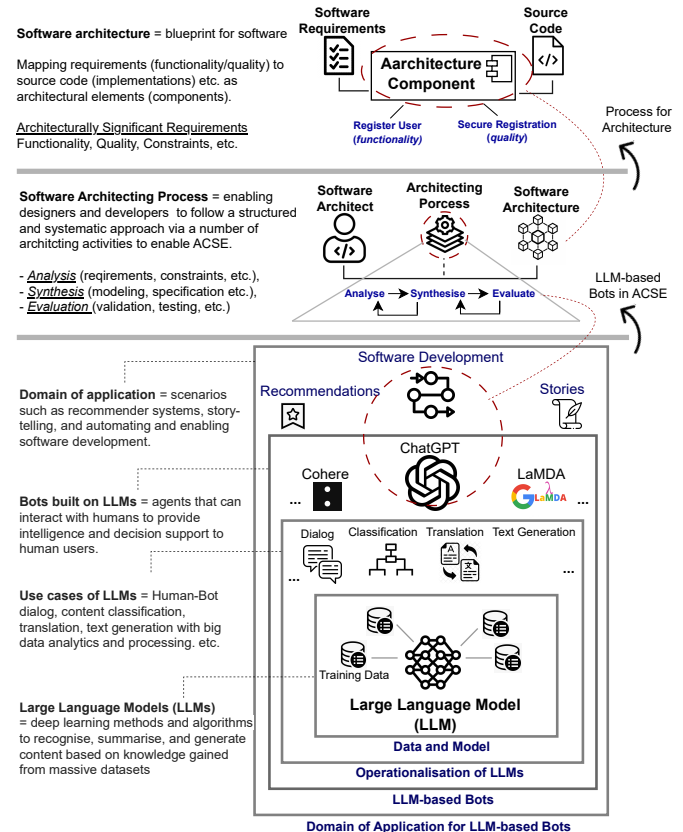 Software architecture = blueprint for software
Mapping requirements (functionality/quality) to
source code (implementations) etc. as
architectural elements (components).
Architecturally Significant Requirements
Functionality, Quality, Constraints, etc.
Software
Requirements
Source
Code
Aarchitecture
Component
Register User
(functionality)
Secure Registration
(quality)
Process for
Architecture
Software Architecting Process = enabling
designers and developers to follow a structured
and systematic approach via a number of
architcting activities to enable ACSE.
- Analysis (reqirements, constraints, etc.),
- Synthesis (modeling, specification etc.),
- Evaluation (validation, testing, etc.)
Software
Architect
Architecting
Porcess
Software
Architecture
Analyse
Synthesise
Evaluate
LLM-based
Bots in ACSE
Domain of application = scenarios
such as recommender systems, story-
telling, and automating and enabling
software development.
Bots built on LLMs = agents that can
interact with humans to provide
intelligence and decision support to
human users.
Use cases of LLMs = Human-Bot
dialog, content classification,
translation, text generation with big
data analytics and processing. etc.
Large Language Models (LLMs)
= deep learning methods and algorithms
to recognise, summarise, and generate
content based on knowledge gained
from massive datasets
Software Development
Recommendations
Stories
ChatGPT
Cohere
LaMDA
...
LaMDA
...
Dialog
Classification
Translation
Text Generation
...
A
文
...
Training Data
Large Language Model
(LLM)
Data and Model
Operationalisation of LLMs
LLM-based Bots
Domain of Application for LLM-based Bots